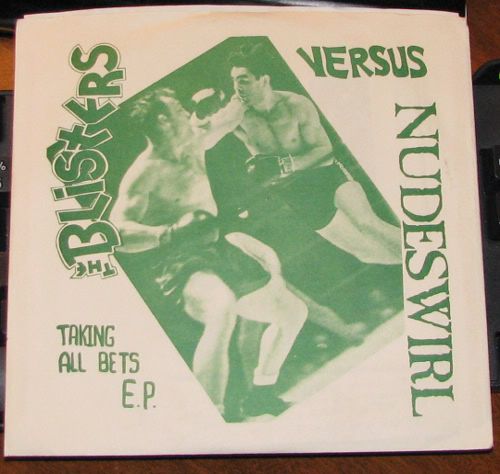 THE BLiSTERS
VERSUS
NUDESWIRL
TAKING
ALL BETS
E.P.